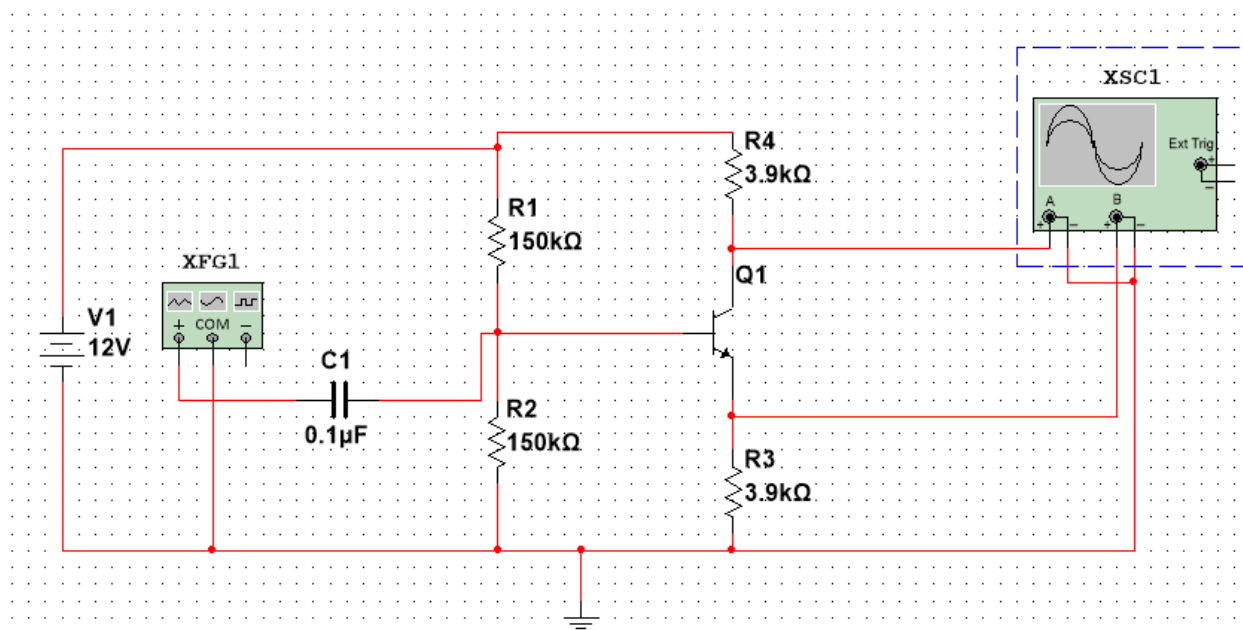 XSC1
Ext Trig
+
−
A
B
+
−
+
−
R4
3.9kΩ
R1
150kΩ
Q1
XFG1
+
COM
−
V1
12V
C1
0.1µF
R2
150kΩ
R3
3.9kΩ